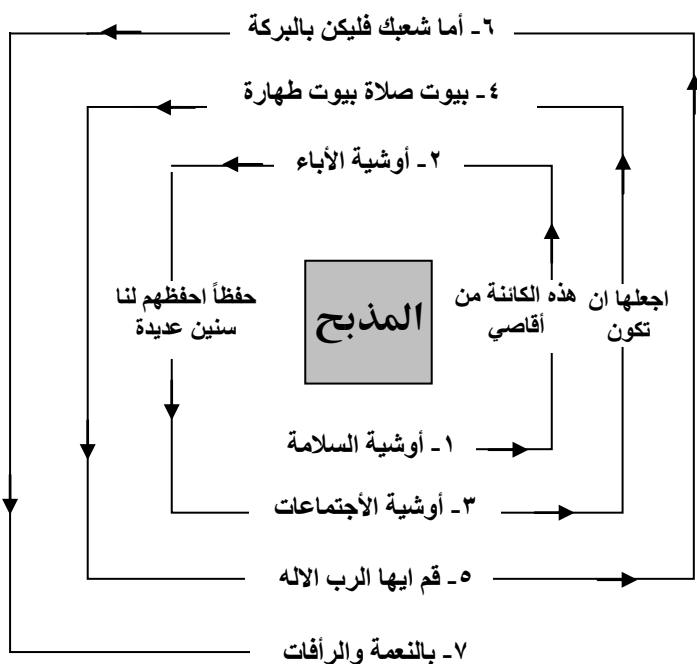 ٦- أما شعبك فليكن بالبركة
٤- بيوت صلاة بيوت طهارة
٢- أوشية الأباء
اجعلها ان
تكون
هذه الكائنة من
أقاصي
المذبح
حفظاً احفظهم لنا
سنين عديدة
١- أوشية السلامة
٣- أوشية الأجتماعات
٥- قم ايها الرب الاله
٧- بالنعمة والرأفات